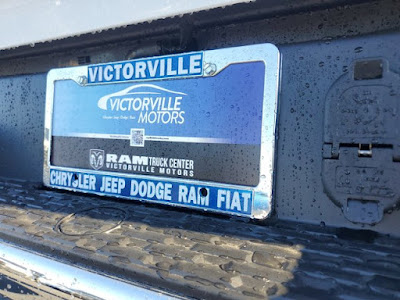 VICTORVILLE
VICTORVILLE
MOTORS
RAM TRUCK CENTER
VICTORVILLE MOTORS
CHRYSLER JEEP DODGE RAM FIAT